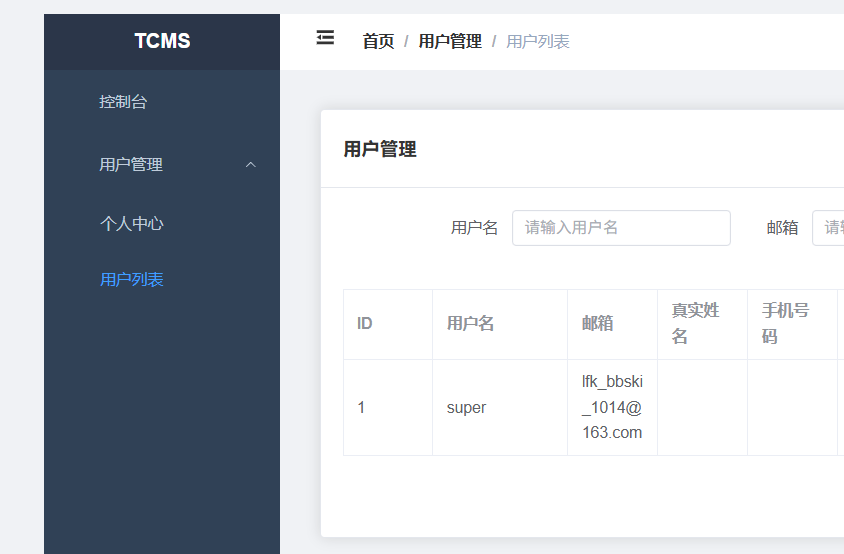 TCMS
首页 / 用户管理 / 用户列表
控制台
用户管理
个人中心
用户列表
用户管理
用户名 请输入用户名 邮箱 请输
ID 用户名 邮箱 真实姓名 手机号码
1 super lfk_bbski_1014@163.com